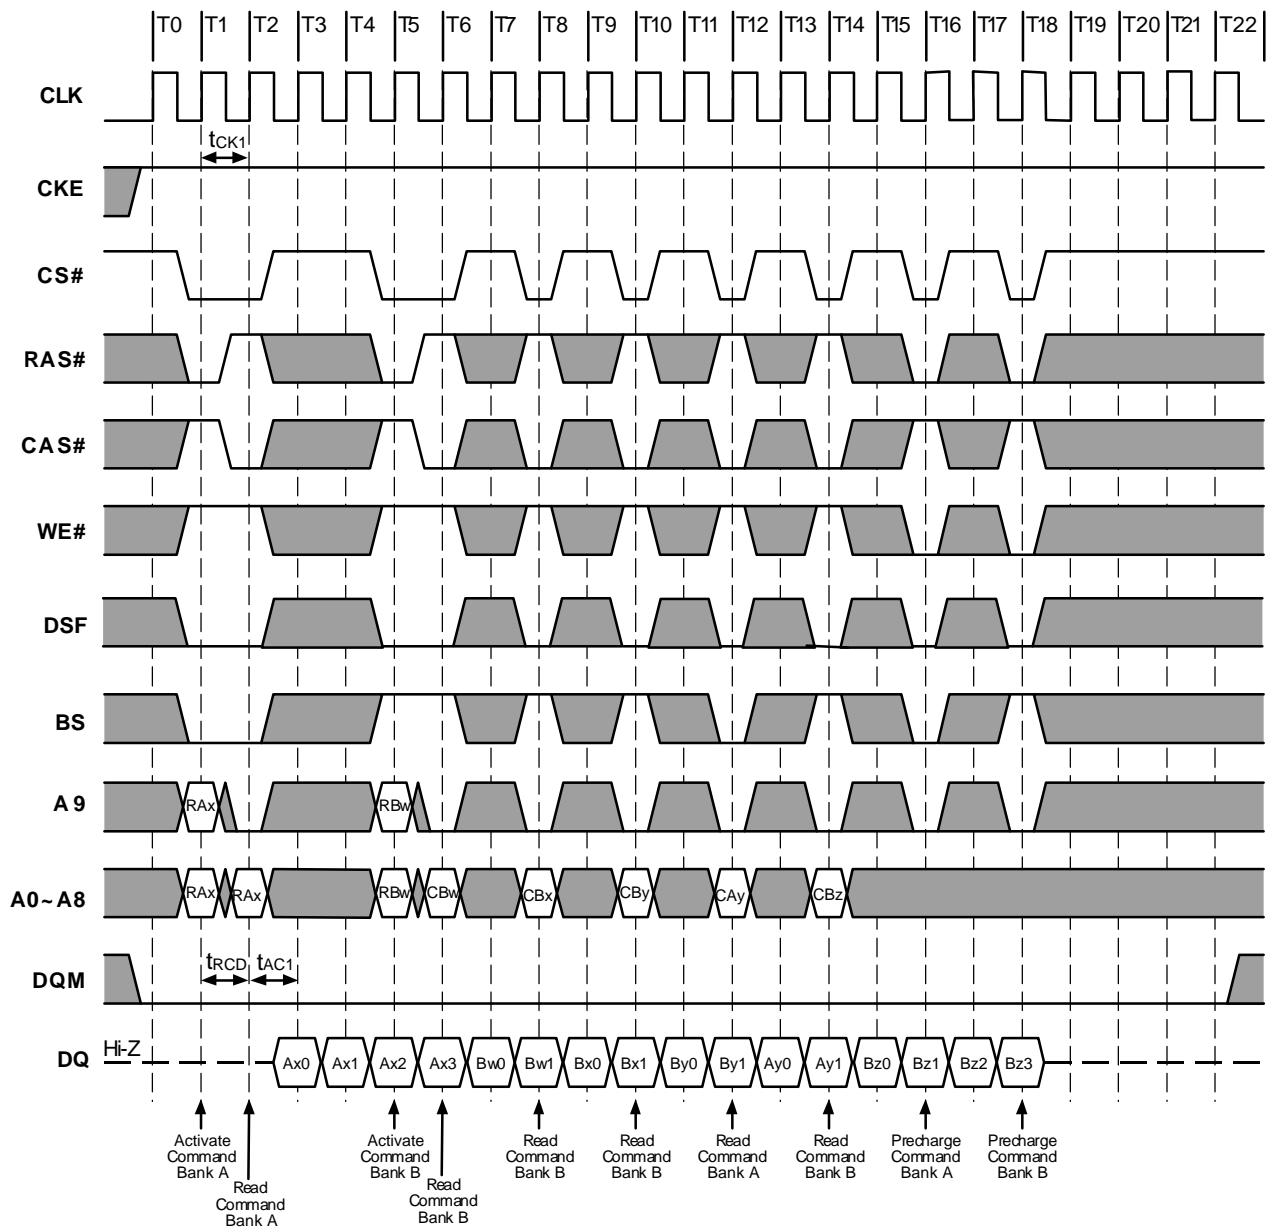 T0 T1 T2 T3 T4 T5 T6 T7 T8 T9 T10 T11 T12 T13 T14 T15 T16 T17 T18 T19 T20 T21 T22
CLK
tCK1
CKE
CS#
RAS#
CAS#
WE#
DSF
BS
A9
RAx RBw
A0~A8
RAx RAx RBw CBw CBx CBy CAy CBz
tRCD tAC1
DQM
DQ
Hi-Z
Ax0 Ax1 Ax2 Ax3 Bw0 Bw1 Bx0 Bx1 By0 By1 Ay0 Ay1 Bz0 Bz1 Bz2 Bz3
Activate
Command
Bank A
Read
Command
Bank A
Activate
Command
Bank B
Read
Command
Bank B
Read
Command
Bank B
Read
Command
Bank B
Read
Command
Bank A
Read
Command
Bank B
Precharge
Command
Bank A
Precharge
Command
Bank B